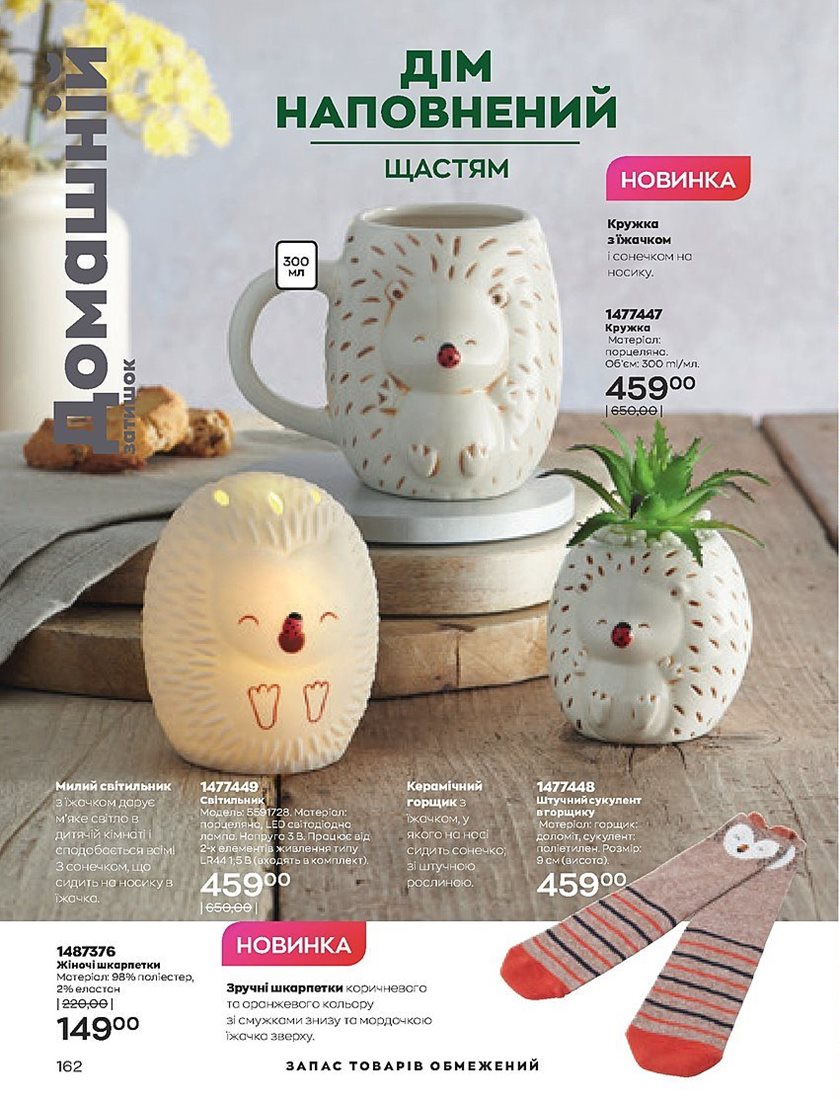 Домашній
затишок
ДІМ
НАПОВНЕНИЙ
ЩАСТЯМ
НОВИНКА
Кружка
з їжачком
і сонечком на
носику.
300
МЛ
1477447
Кружка
Матеріал:
порцеляна.
Об'єм: 300 ml/мл.
459⁰⁰
|650,00|
Милий світильник
з їжачком дарує
м'яке світло в
дитячій кімнаті і
сподобається всім!
З сонечком, що
сидить на носику в
їжачка.
1477449
Світильник
Модель: 5591728. Матеріал:
порцеляна, LED світодіодна
лампа. Напруга 3 В. Працює від
2-х елементів живлення типу
LR44 1,5 В (входять в комплект).
459⁰⁰
|650,00|
Керамічний
горщик з
їжачком, у
якого на носі
сидить сонечко;
зі штучною
рослиною.
1477448
Штучний сукулент
в горщику
Матеріал: горщик:
доломіт, сукулент:
поліетилен. Розмір:
9 см (висота).
459⁰⁰
1487376
Жіночі шкарпетки
Матеріал: 98% поліестер,
2% еластан
|220,00|
149⁰⁰
НОВИНКА
Зручні шкарпетки коричневого
та оранжевого кольору
зі смужками знизу та мордочкою
їжачка зверху.
162
ЗАПАС ТОВАРІВ ОБМЕЖЕНИЙ